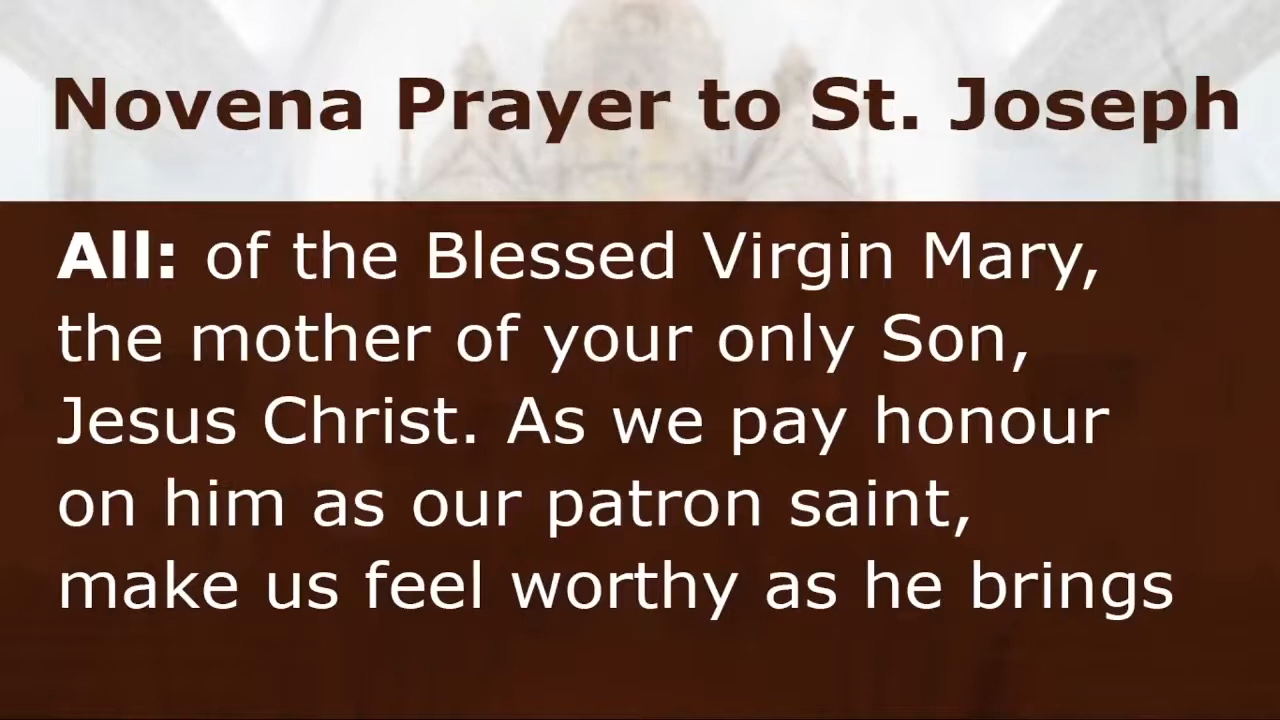 Novena Prayer to St. Joseph
All: of the Blessed Virgin Mary,
the mother of your only Son,
Jesus Christ. As we pay honour
on him as our patron saint,
make us feel worthy as he brings